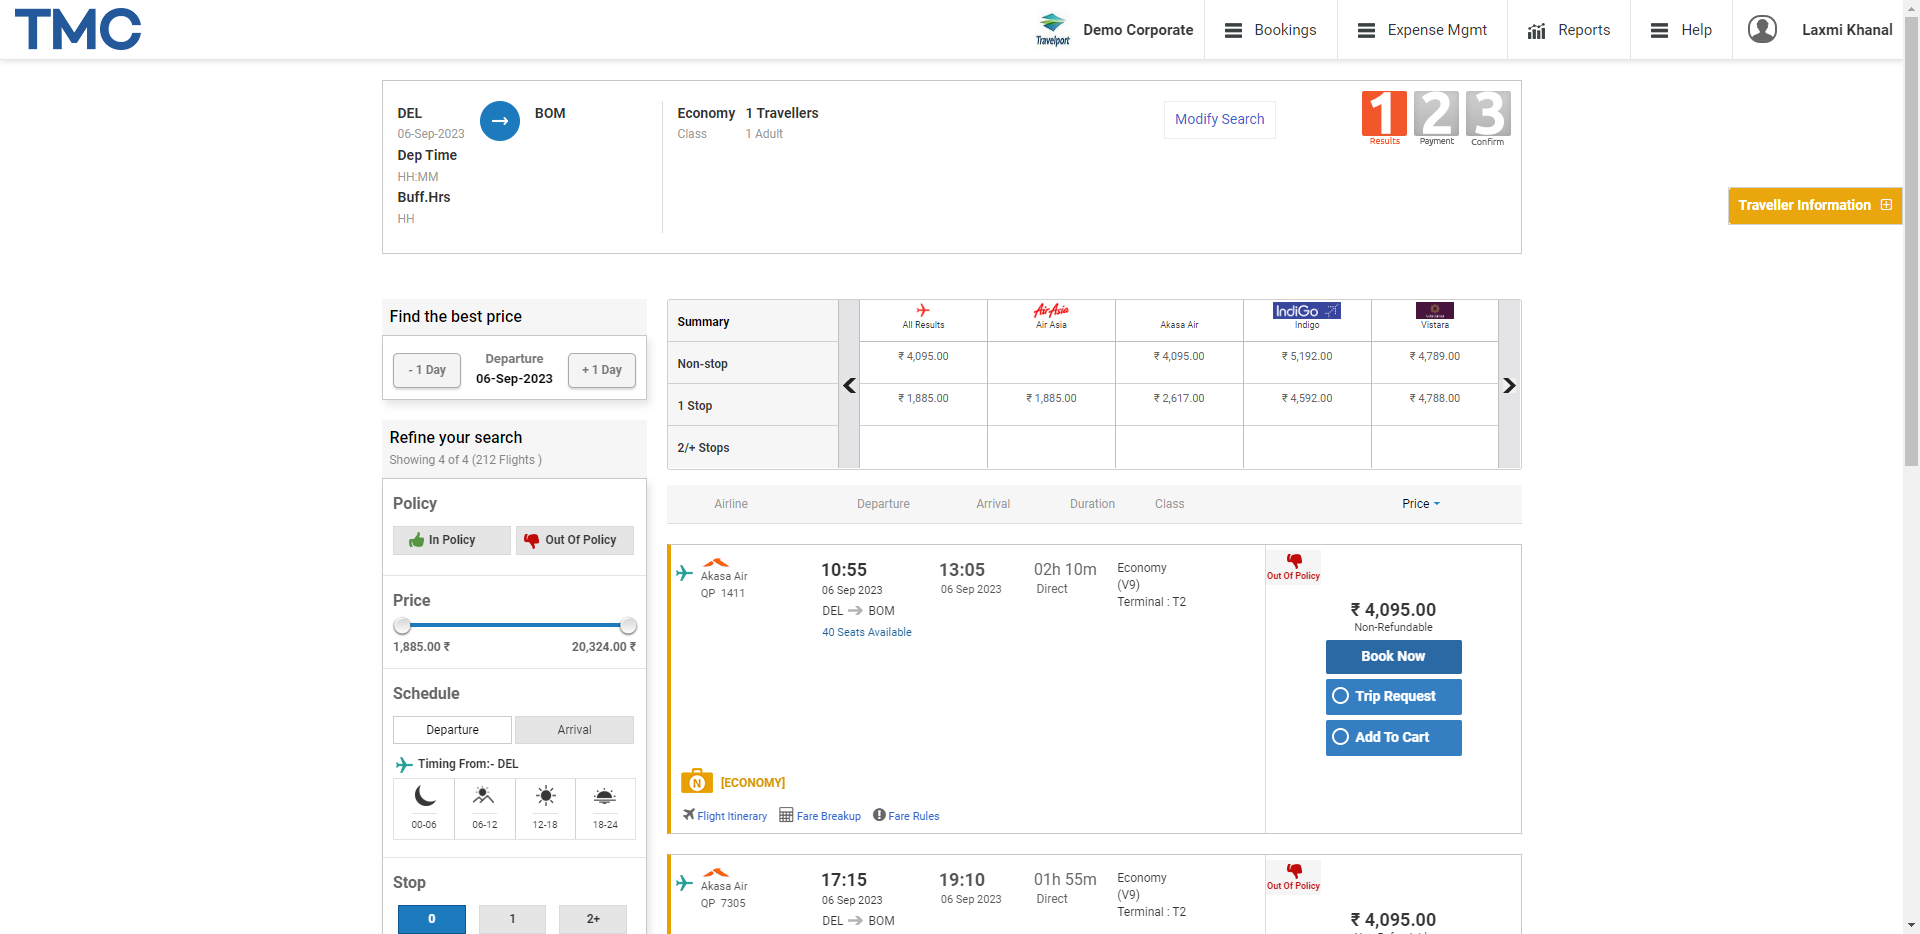 TMC
Travelport
Demo Corporate
Bookings
Expense Mgmt
Reports
Help
Laxmi Khanal
DEL
06-Sep-2023
BOM
Dep Time
HH:MM
Buff.Hrs
HH
Economy
Class
1 Travellers
1 Adult
Modify Search
1
Results
2
Payment
3
Confirm
Traveller Information
Find the best price
- 1 Day
Departure
06-Sep-2023
+ 1 Day
Refine your search
Showing 4 of 4 (212 Flights )
Policy
In Policy
Out Of Policy
Price
1,885.00 ₹
20,324.00 ₹
Schedule
Departure
Arrival
Timing From:- DEL
00-06
06-12
12-18
18-24
Stop
0
1
2+
Summary
All Results
AirAsia
Air Asia
Akasa Air
IndiGo
Indigo
Vistara
Non-stop
₹ 4,095.00
₹ 4,095.00
₹ 5,192.00
₹ 4,789.00
1 Stop
₹ 1,885.00
₹ 1,885.00
₹ 2,617.00
₹ 4,592.00
₹ 4,788.00
2/+ Stops
Airline
Departure
Arrival
Duration
Class
Price
Akasa Air
QP 1411
10:55
06 Sep 2023
DEL
BOM
40 Seats Available
13:05
06 Sep 2023
02h 10m
Direct
Economy
(V9)
Terminal : T2
Out Of Policy
₹ 4,095.00
Non-Refundable
Book Now
Trip Request
Add To Cart
N
[ECONOMY]
Flight Itinerary
Fare Breakup
Fare Rules
Akasa Air
QP 7305
17:15
06 Sep 2023
DEL
BOM
19:10
06 Sep 2023
01h 55m
Direct
Economy
(V9)
Terminal : T2
Out Of Policy
₹ 4,095.00